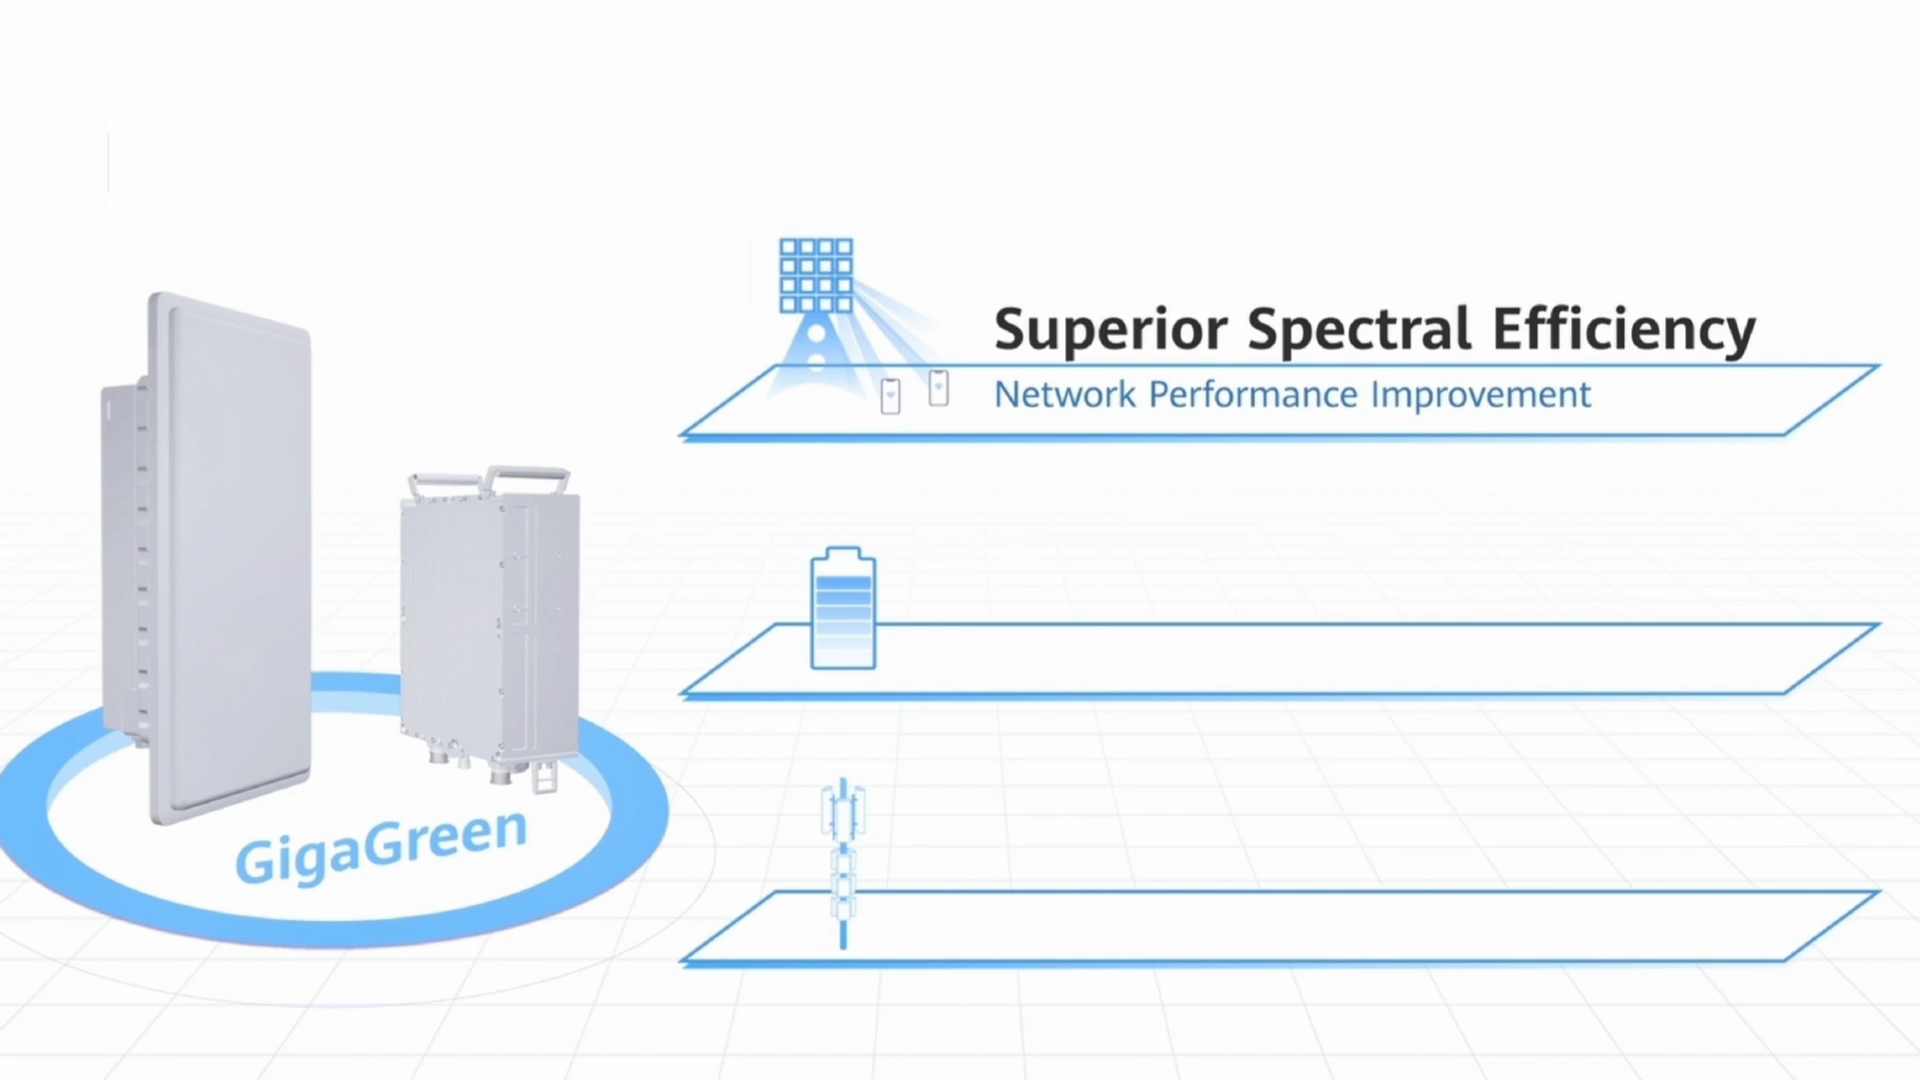 Superior Spectral Efficiency
Network Performance Improvement
GigaGreen